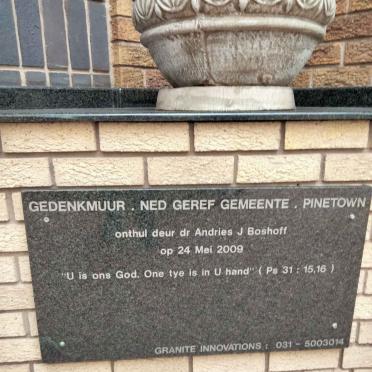 GEDENKMUUR . NED GEREF GEMEENTE . PINETOWN
onthul deur dr Andries J Boshoff
op 24 Mei 2009
"U is ons God. One tye is in U hand" ( Ps 31 : 15,16 )
GRANITE INNOVATIONS : 031 - 5003014